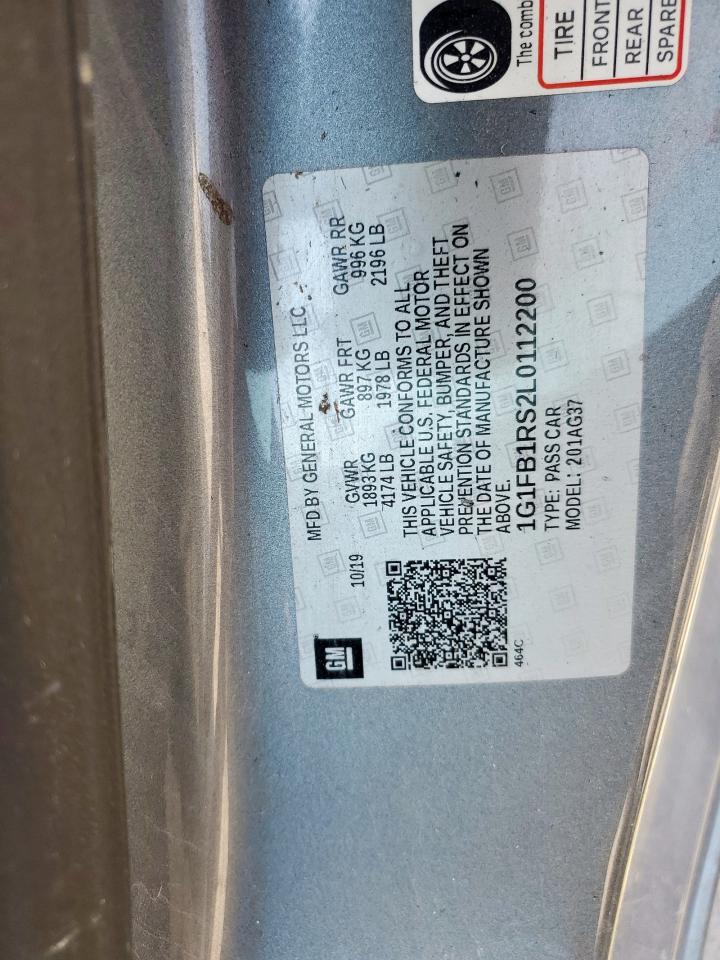 The comb
TIRE
FRONT
REAR
SPARE
GM
MFD BY GENERAL MOTORS LLC
10/19
GVWR GAWR FRT GAWR RR
1893 KG 897 KG 996 KG
4174 LB 1978 LB 2196 LB
THIS VEHICLE CONFORMS TO ALL
APPLICABLE U.S. FEDERAL MOTOR
VEHICLE SAFETY, BUMPER, AND THEFT
PREVENTION STANDARDS IN EFFECT ON
THE DATE OF MANUFACTURE SHOWN
ABOVE.
1G1FB1RS2L0112200
TYPE: PASS CAR
MODEL: 201AG37
464C